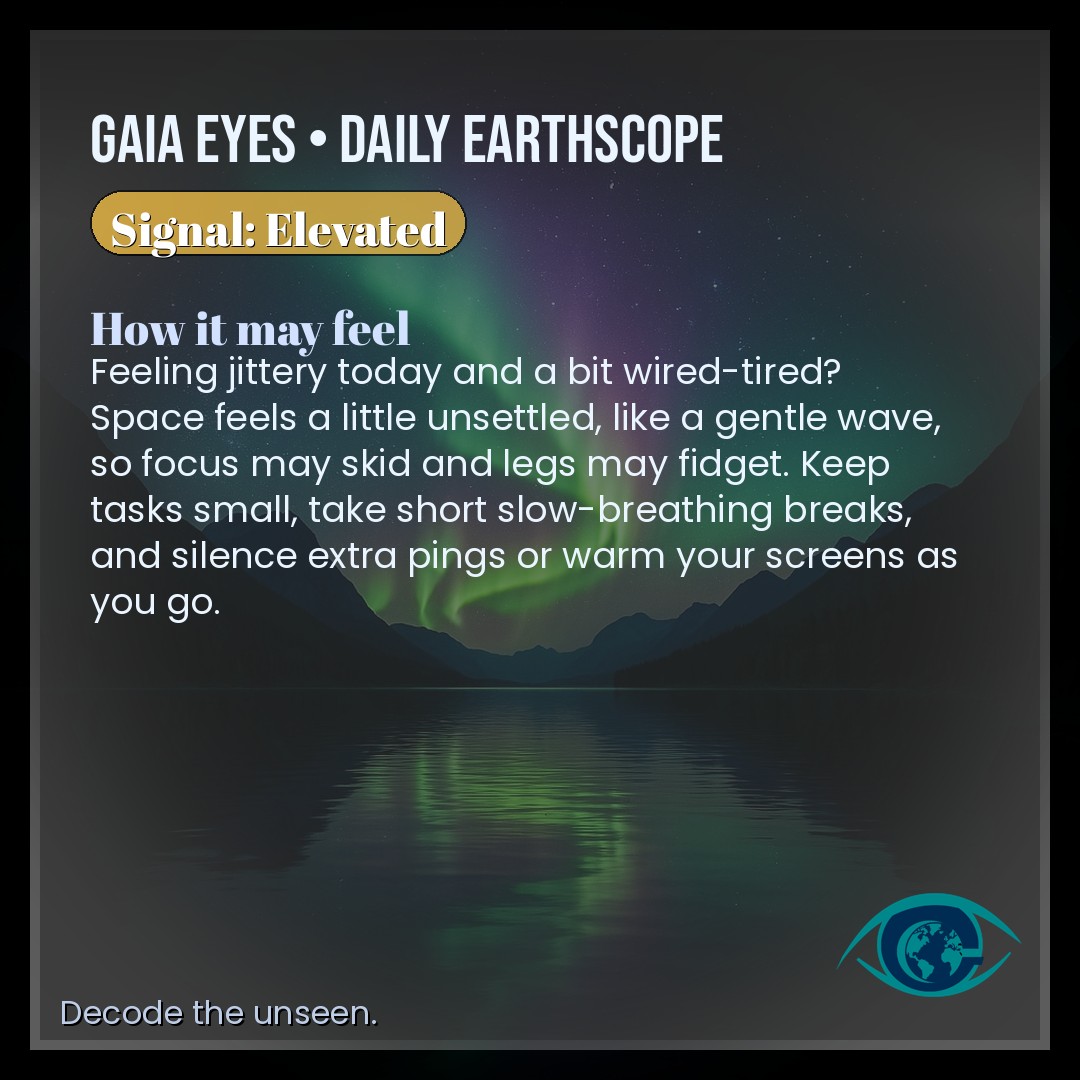 GAIA EYES • DAILY EARTHSCOPE
Signal: Elevated
How it may feel
Feeling jittery today and a bit wired-tired?
Space feels a little unsettled, like a gentle wave,
so focus may skid and legs may fidget. Keep
tasks small, take short slow-breathing breaks,
and silence extra pings or warm your screens as
you go.
Decode the unseen.